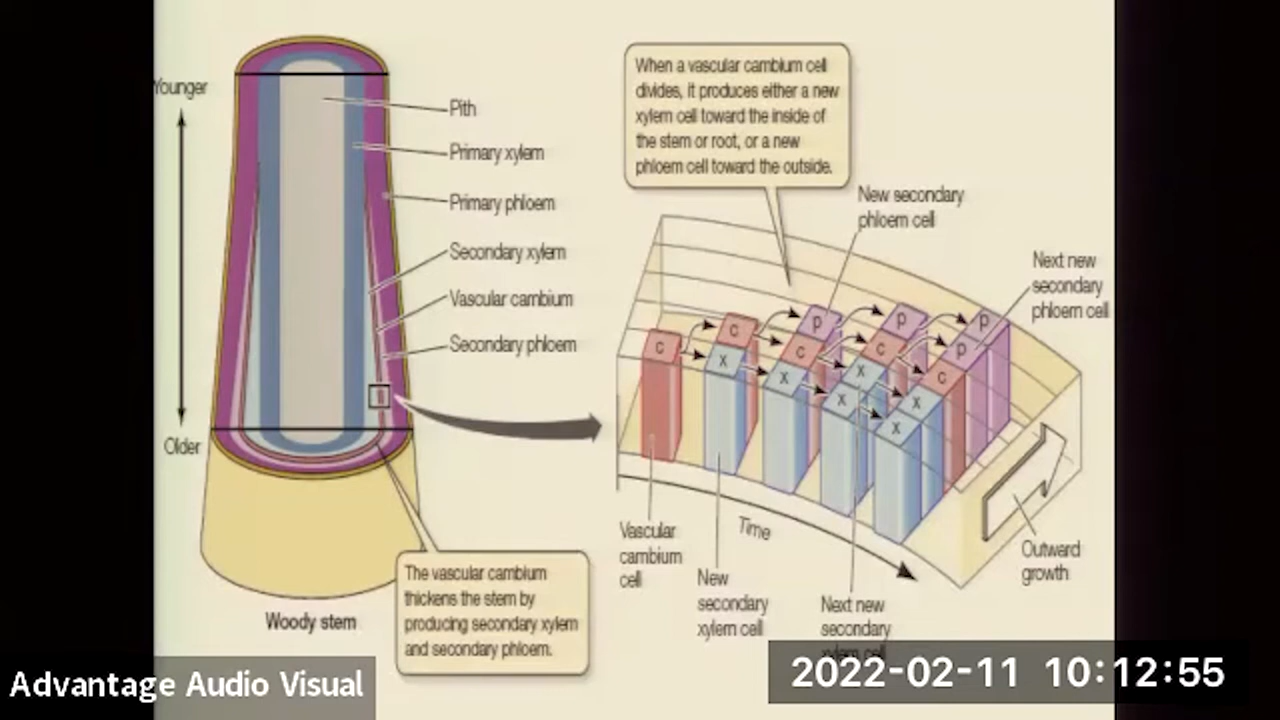 Younger
Older
Pith
Primary xylem
Primary phloem
Secondary xylem
Vascular cambium
Secondary phloem
The vascular cambium
thickens the stem by
producing secondary xylem
and secondary phloem.
Woody stem
When a vascular cambium cell
divides, it produces either a new
xylem cell toward the inside of
the stem or root, or a new
phloem cell toward the outside.
New secondary
phloem cell
Next new
secondary
phloem cell
c
c
x
p
c
x
p
c
x
x
p
p
c
x
x
Vascular
cambium
cell
New
secondary
xylem cell
Time
Next new
secondary
xylem cell
Outward
growth
Advantage Audio Visual
2022-02-11 10:12:55